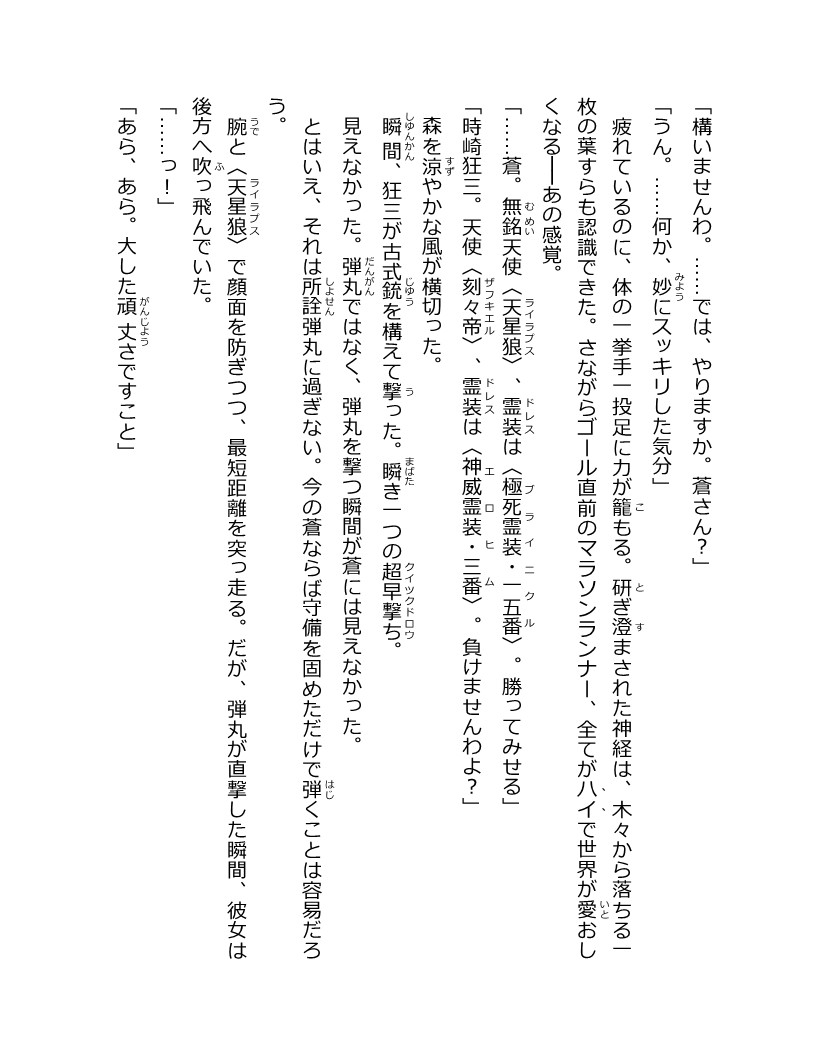 「構いませんわ。……では、やりますか。蒼さん？」
「うん。……何か、妙にスッキリした気分」
疲れているのに、体の一挙手一投足に力が籠もる。研ぎ澄まされた神経は、木々から落ちる一
枚の葉すらも認識できた。さながらゴール直前のマラソンランナー、全てがハイで世界が愛おし
くなる──あの感覚。
「……蒼。無銘天使〈天星狼〉、霊装は〈極死霊装・一五番〉。勝ってみせる」
「時崎狂三。天使〈刻々帝〉、霊装は〈神威霊装・三番〉。負けませんわよ？」
森を涼やかな風が横切った。
瞬間、狂三が古式銃を構えて撃った。瞬き一つの超早撃ち。
見えなかった。弾丸ではなく、弾丸を撃つ瞬間が蒼には見えなかった。
とはいえ、それは所詮弾丸に過ぎない。今の蒼ならば守備を固めただけで弾くことは容易だろ
う。
腕と〈天星狼〉で顔面を防ぎつつ、最短距離を突っ走る。だが、弾丸が直撃した瞬間、彼女は
後方へ吹っ飛んでいた。
「……っ！」
「あら、あら。大した頑丈さですこと」